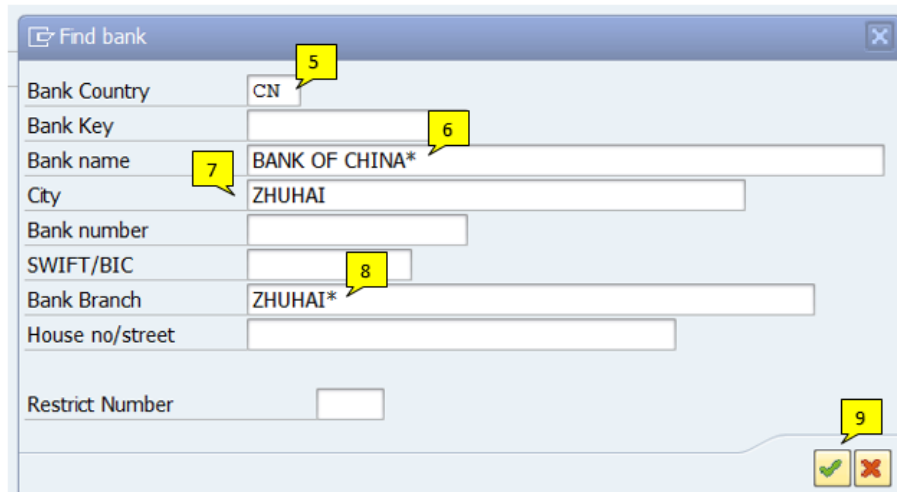 Find bank
5
Bank Country CN
Bank Key
6
Bank name BANK OF CHINA*
7
City ZHUHAI
Bank number
SWIFT/BIC
8
Bank Branch ZHUHAI*
House no/street
Restrict Number
9